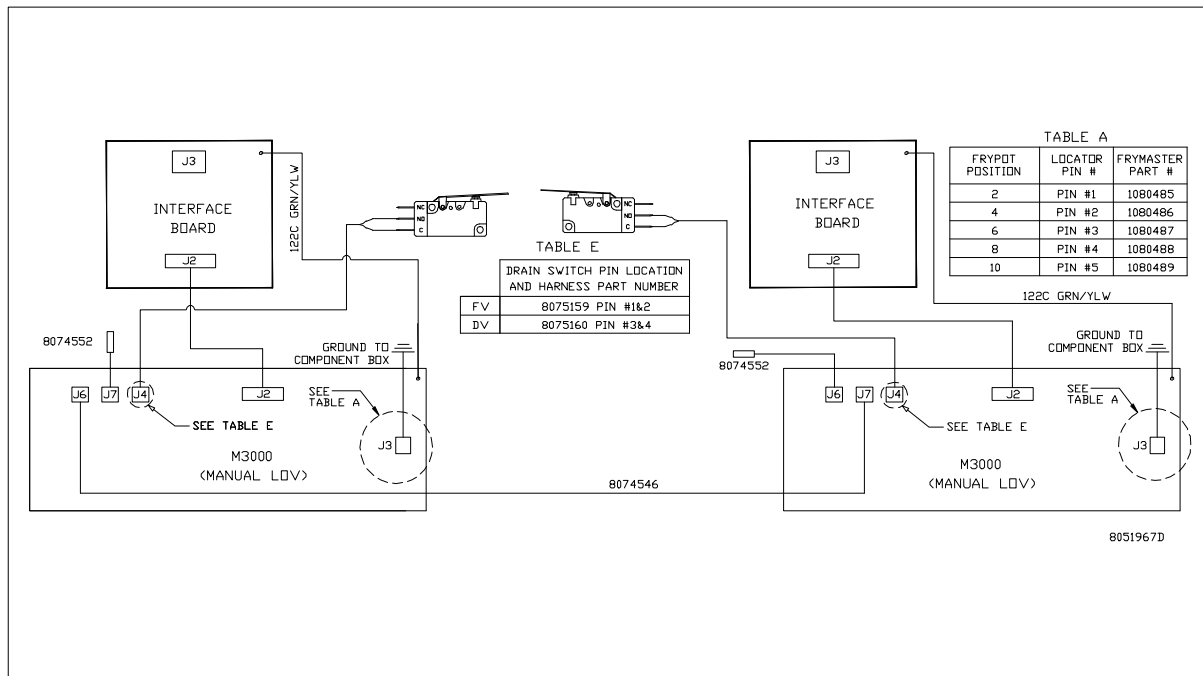 J3
INTERFACE
BOARD
J2
122C GRN/YLW
NC
NO
C
NC
NO
C
J3
INTERFACE
BOARD
J2
TABLE A
FRYPOT POSITION LOCATOR PIN # FRYMASTER PART #
2 PIN #1 1080485
4 PIN #2 1080486
6 PIN #3 1080487
8 PIN #4 1080488
10 PIN #5 1080489
TABLE E
DRAIN SWITCH PIN LOCATION
AND HARNESS PART NUMBER
FV 8075159 PIN #1&2
DV 8075160 PIN #3&4
122C GRN/YLW
8074552
GROUND TO
COMPONENT BOX
J6
J7
J4
J2
SEE
TABLE A
SEE TABLE E
J3
M3000
(MANUAL LOV)
8074546
8074552
GROUND TO
COMPONENT BOX
J6
J7
J4
J2
SEE
TABLE A
SEE TABLE E
J3
M3000
(MANUAL LOV)
8051967D